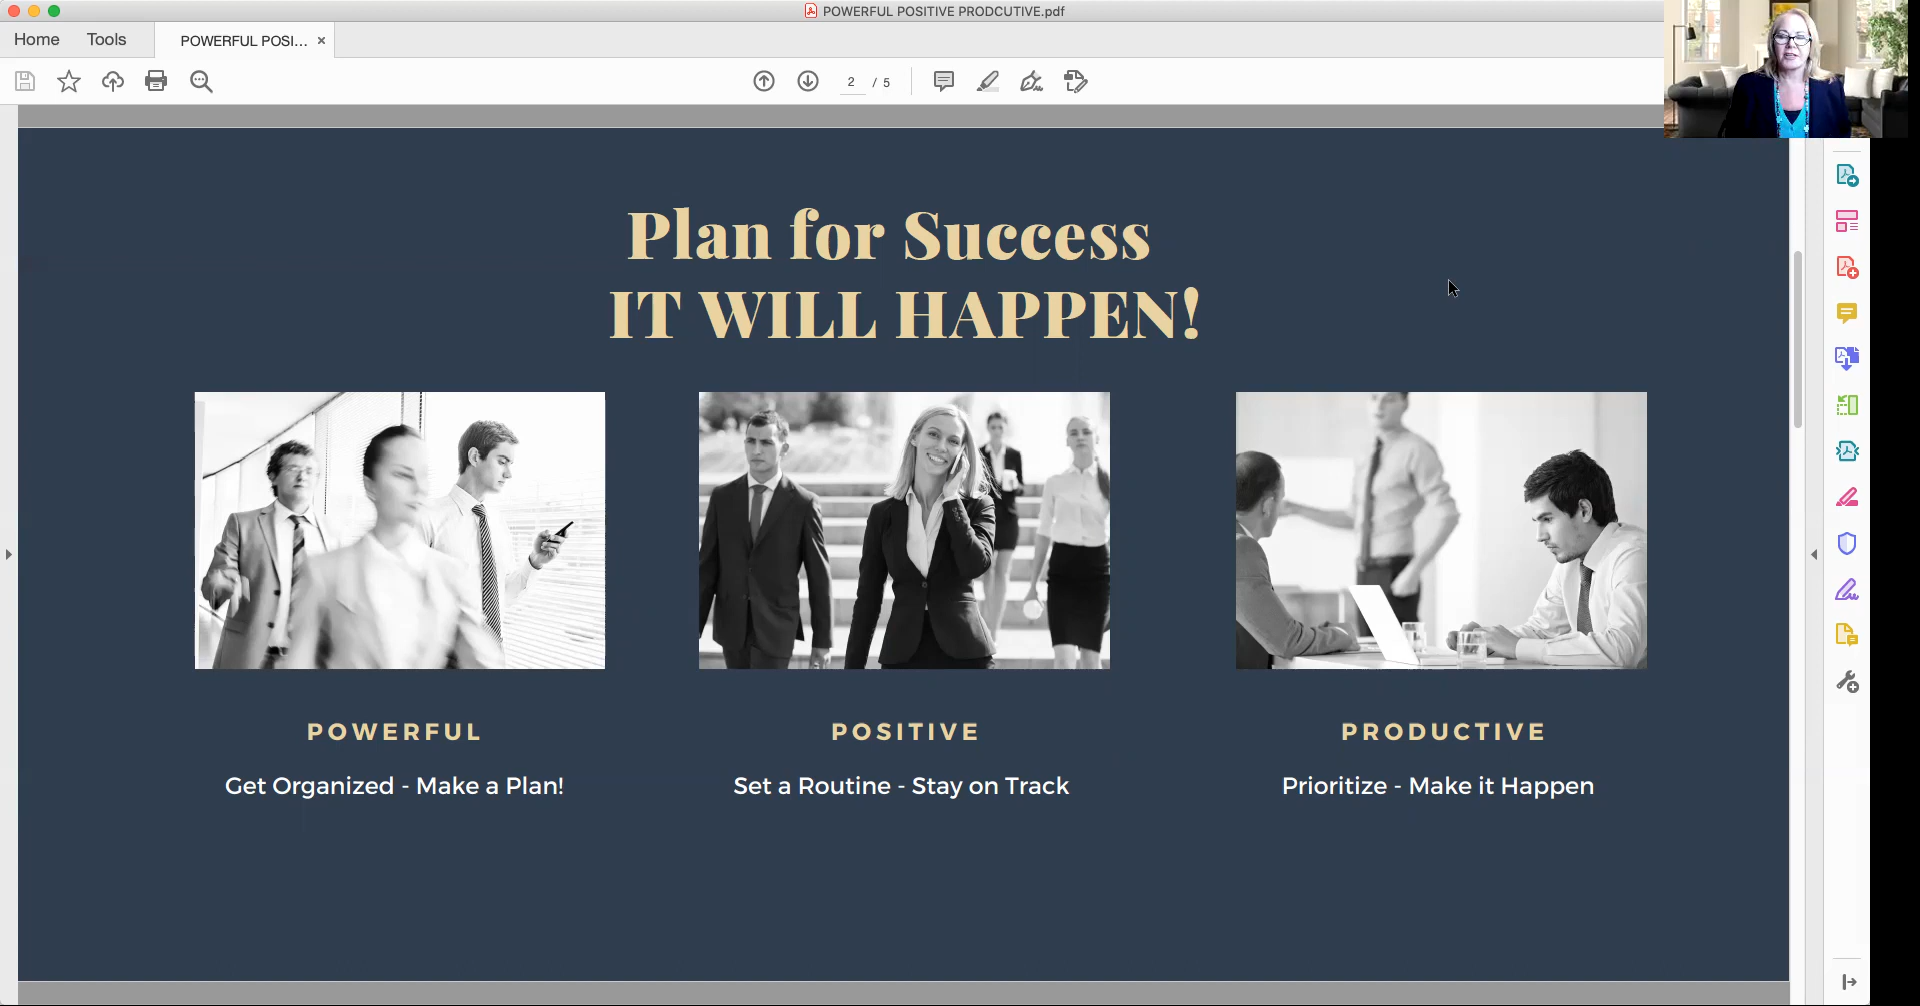 POWERFUL POSITIVE PRODCUTIVE.pdf
Home
Tools
POWERFUL POSI... ×
2 / 5
Plan for Success
IT WILL HAPPEN!
POWERFUL
POSITIVE
PRODUCTIVE
Get Organized - Make a Plan!
Set a Routine - Stay on Track
Prioritize - Make it Happen